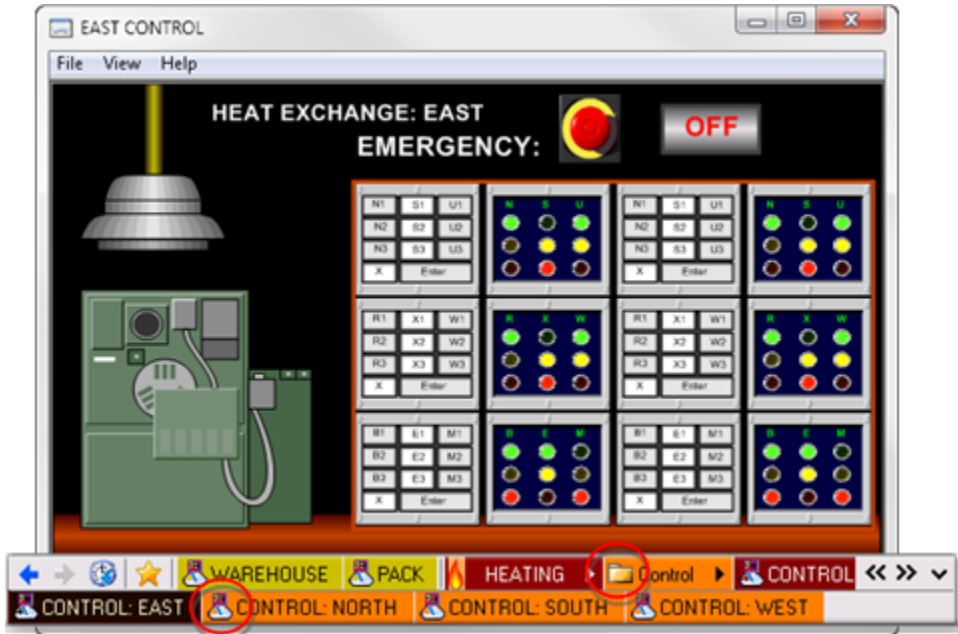 EAST CONTROL
File View Help
HEAT EXCHANGE: EAST
EMERGENCY:
OFF
N1 S1 U1 N S U N1 S1 U1 N S U
N2 S2 U2 N2 S2 U2
N3 S3 U3 N3 S3 U3
X Enter X Enter
R1 X1 W1 R X W R1 X1 W1 R X W
R2 X2 W2 R2 X2 W2
R3 X3 W3 R3 X3 W3
X Enter X Enter
B1 E1 M1 B E M B1 E1 M1 B E M
B2 E2 M2 B2 E2 M2
B3 E3 M3 B3 E3 M3
X Enter X Enter
WAREHOUSE PACK HEATING Control CONTROL
CONTROL: EAST CONTROL: NORTH CONTROL: SOUTH CONTROL: WEST